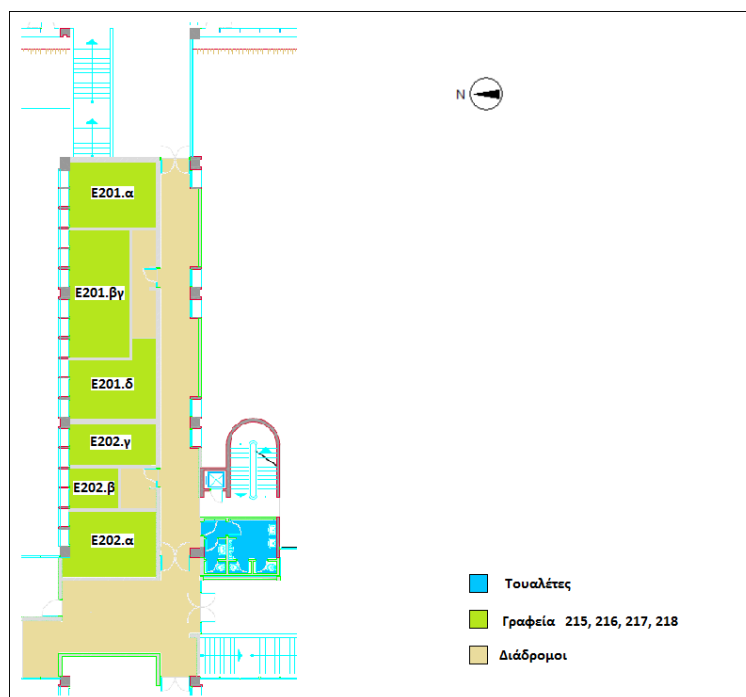 N
E201.α
E201.βγ
E201.δ
E202.γ
E202.β
E202.α
Τουαλέτες
Γραφεία 215, 216, 217, 218
Διάδρομοι